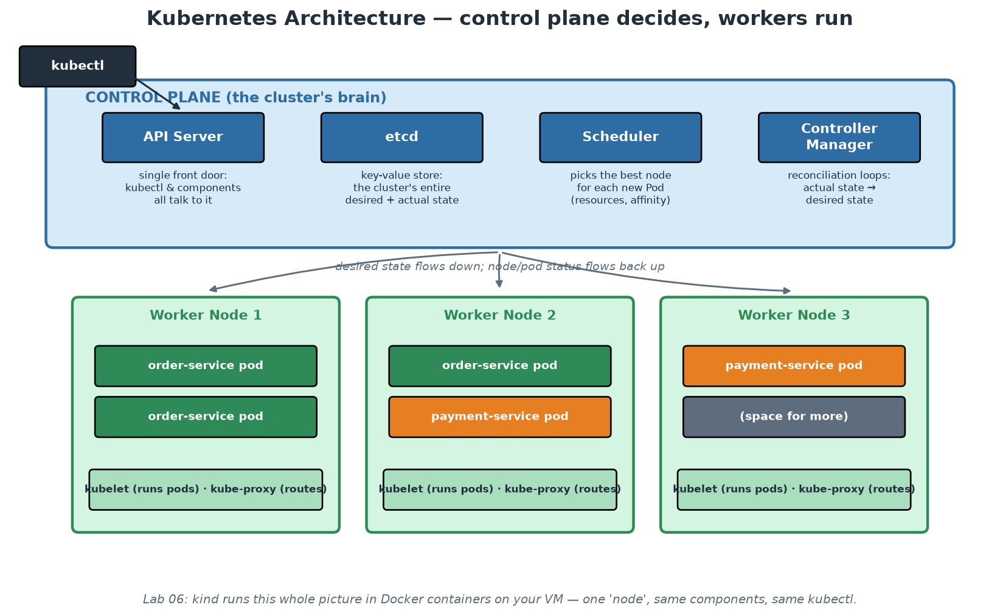 Kubernetes Architecture — control plane decides, workers run
kubectl
CONTROL PLANE (the cluster's brain)
API Server
single front door:
kubectl & components
all talk to it
etcd
key-value store:
the cluster's entire
desired + actual state
Scheduler
picks the best node
for each new Pod
(resources, affinity)
Controller
Manager
reconciliation loops:
actual state →
desired state
desired state flows down; node/pod status flows back up
Worker Node 1
order-service pod
order-service pod
kubelet (runs pods) · kube-proxy (routes)
Worker Node 2
order-service pod
payment-service pod
kubelet (runs pods) · kube-proxy (routes)
Worker Node 3
payment-service pod
(space for more)
kubelet (runs pods) · kube-proxy (routes)
Lab 06: kind runs this whole picture in Docker containers on your VM — one 'node', same components, same kubectl.